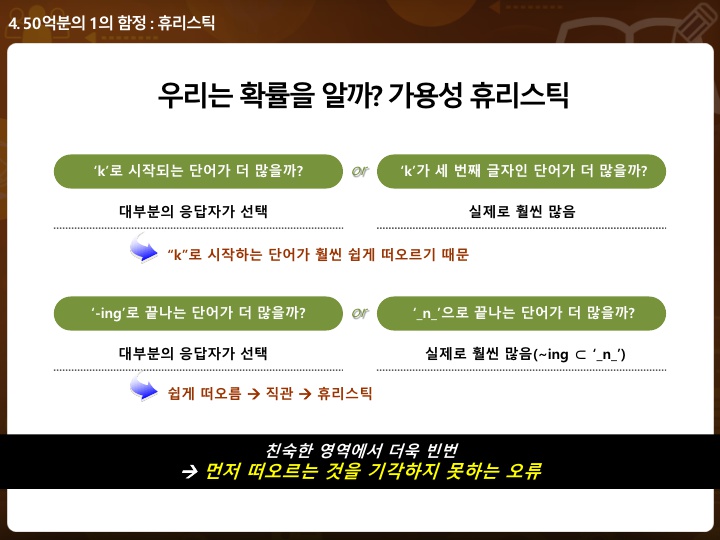 4. 50억분의 1의 함정 : 휴리스틱
우리는 확률을 알까? 가용성 휴리스틱
‘k’로 시작되는 단어가 더 많을까? or ‘k’가 세 번째 글자인 단어가 더 많을까?
대부분의 응답자가 선택 실제로 훨씬 많음
“k”로 시작하는 단어가 훨씬 쉽게 떠오르기 때문
‘-ing’로 끝나는 단어가 더 많을까? or ‘_n_’으로 끝나는 단어가 더 많을까?
대부분의 응답자가 선택 실제로 훨씬 많음(~ing ⊂ ‘_n_’)
쉽게 떠오름 → 직관 → 휴리스틱
친숙한 영역에서 더욱 빈번
→ 먼저 떠오르는 것을 기각하지 못하는 오류